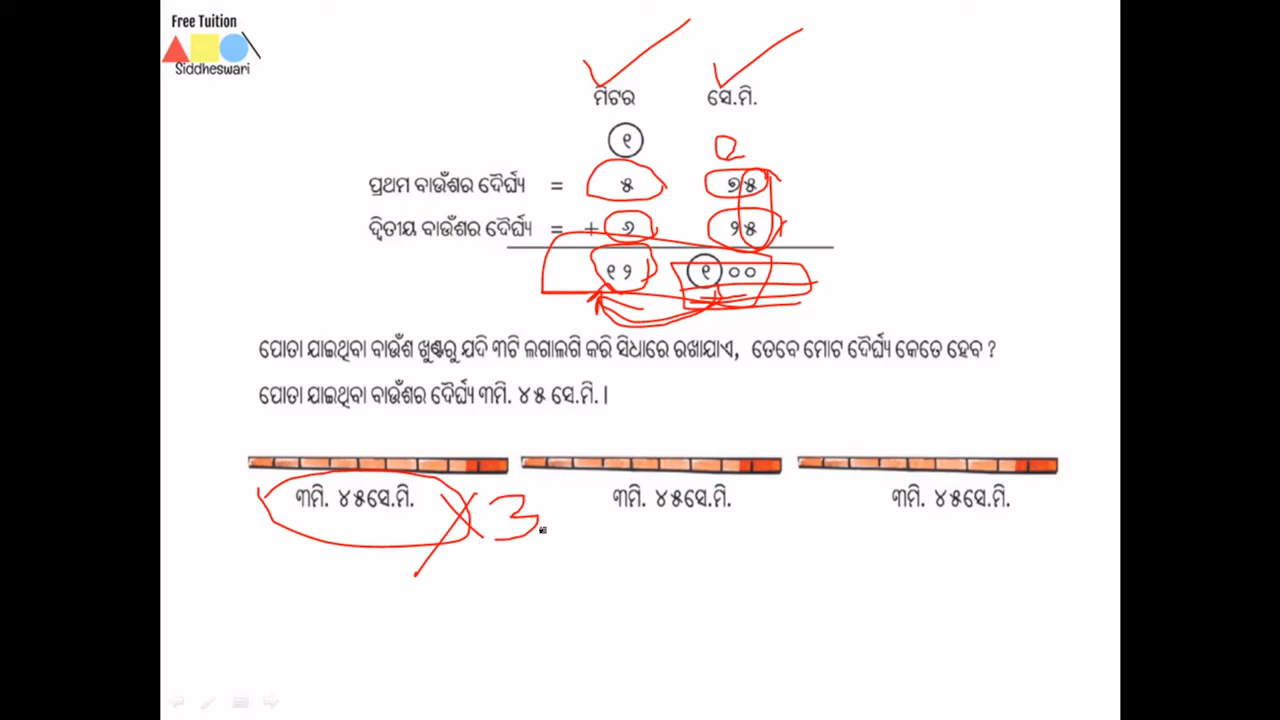 Free Tuition
Siddheswari
ମିଟର ସେ.ମି.
୧
ପ୍ରଥମ ବାଉଁଶର ଦୈର୍ଘ୍ୟ = ୫ ୭୫
ଦ୍ଵିତୀୟ ବାଉଁଶର ଦୈର୍ଘ୍ୟ = + ୬ ୨୫
୧୨ ୧୦୦
ପୋତା ଯାଇଥିବା ବାଉଁଶ ଖୁଣ୍ଟରୁ ଯଦି ୩ଟି ଲଗାଲଗି କରି ସିଧାରେ ରଖାଯାଏ, ତେବେ ମୋଟ ଦୈର୍ଘ୍ୟ କେତେ ହେବ ?
ପୋତା ଯାଇଥିବା ବାଉଁଶର ଦୈର୍ଘ୍ୟ ୩ମି. ୪୫ ସେ.ମି.।
୩ମି. ୪୫ସେ.ମି. ୩ମି. ୪୫ସେ.ମି. ୩ମି. ୪୫ସେ.ମି.
× 3